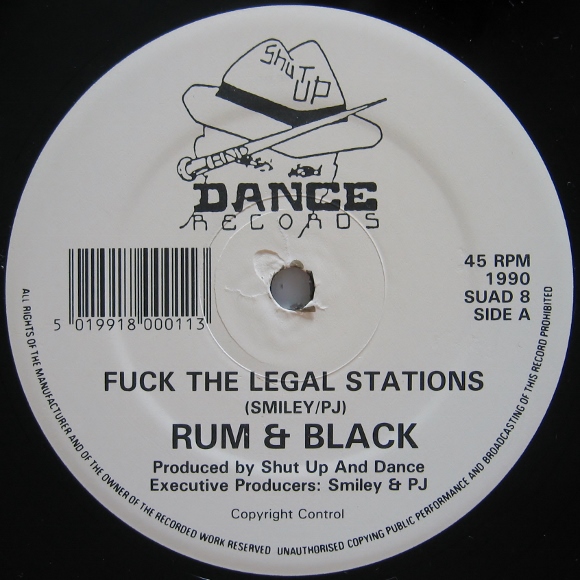 Shut
UP
AND
DANCE
RECORDS
45 RPM
1990
SUAD 8
SIDE A
5 019918 000113
FUCK THE LEGAL STATIONS
(SMILEY/PJ)
RUM & BLACK
Produced by Shut Up And Dance
Executive Producers: Smiley & PJ
Copyright Control
ALL RIGHTS OF THE MANUFACTURER AND OF THE OWNER OF THE RECORDED WORK RESERVED UNAUTHORISED COPYING PUBLIC PERFORMANCE AND BROADCASTING OF THIS RECORD PROHIBITED